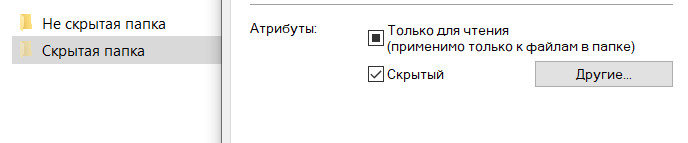 Не скрытая папка
Скрытая папка
Атрибуты:
Только для чтения
(применимо только к файлам в папке)
Скрытый
Другие...